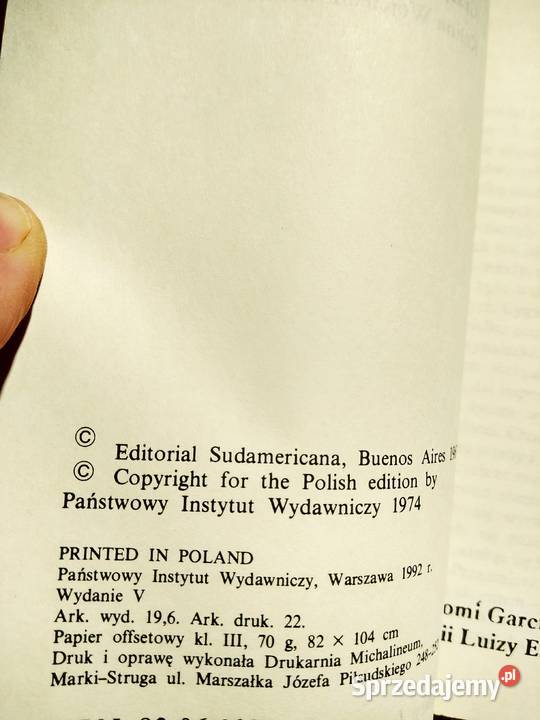 ©
Editorial Sudamericana, Buenos Aires
© Copyright for the Polish edition by
Państwowy Instytut Wydawniczy 1974
PRINTED IN POLAND
Państwowy Instytut Wydawniczy, Warszawa 1992 r.
Wydanie V
Ark. wyd. 19,6. Ark. druk. 22.
Papier offsetowy kl. III, 70 g, 82 × 104 cm
Druk i oprawę wykonała Drukarnia Michalineum,
Marki-Struga ul. Marszałka Józefa Piłsudskiego
Luizy
Sprzedajemy.pl